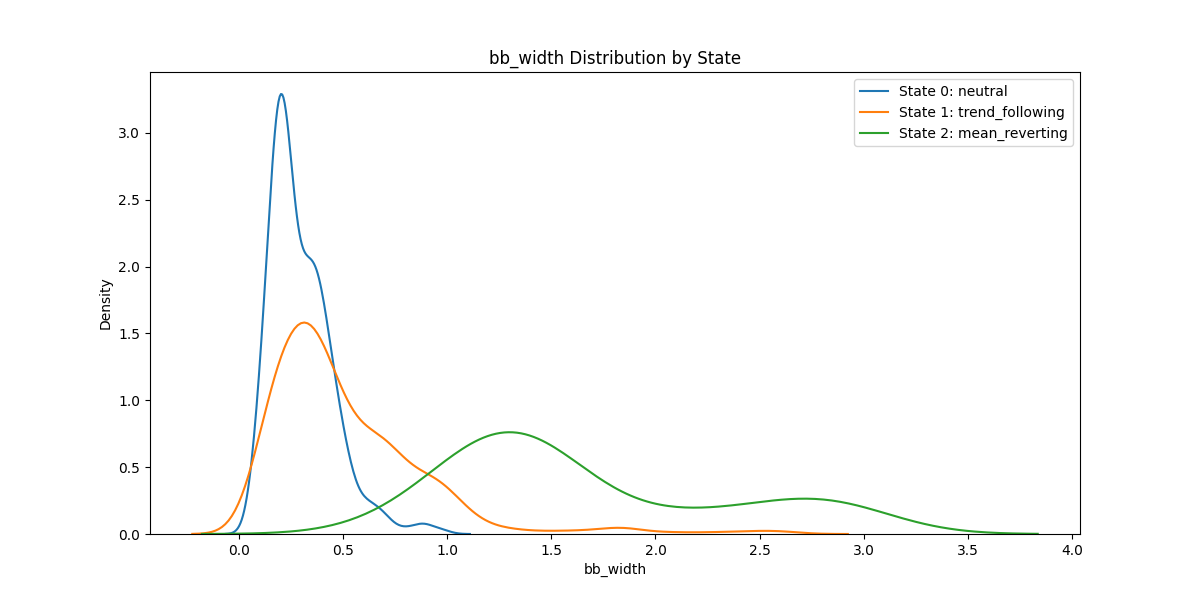 bb_width Distribution by State
State 0: neutral
State 1: trend_following
State 2: mean_reverting
Density
3.0
2.5
2.0
1.5
1.0
0.5
0.0
0.0 0.5 1.0 1.5 2.0 2.5 3.0 3.5 4.0
bb_width